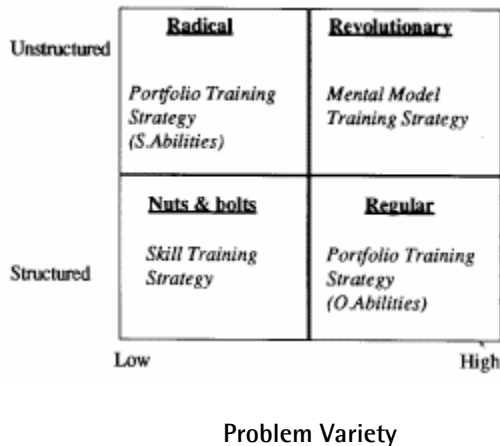 Radical
Revolutionary
Unstructured
Portfolio Training
Strategy
(S.Abilities)
Mental Model
Training Strategy
Nuts & bolts
Regular
Structured
Skill Training
Strategy
Portfolio Training
Strategy
(O.Abilities)
Low
High
Problem Variety